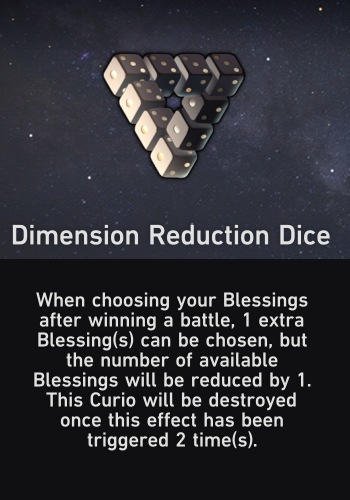 Dimension Reduction Dice
When choosing your Blessings
after winning a battle, 1 extra
Blessing(s) can be chosen, but
the number of available
Blessings will be reduced by 1.
This Curio will be destroyed
once this effect has been
triggered 2 time(s).